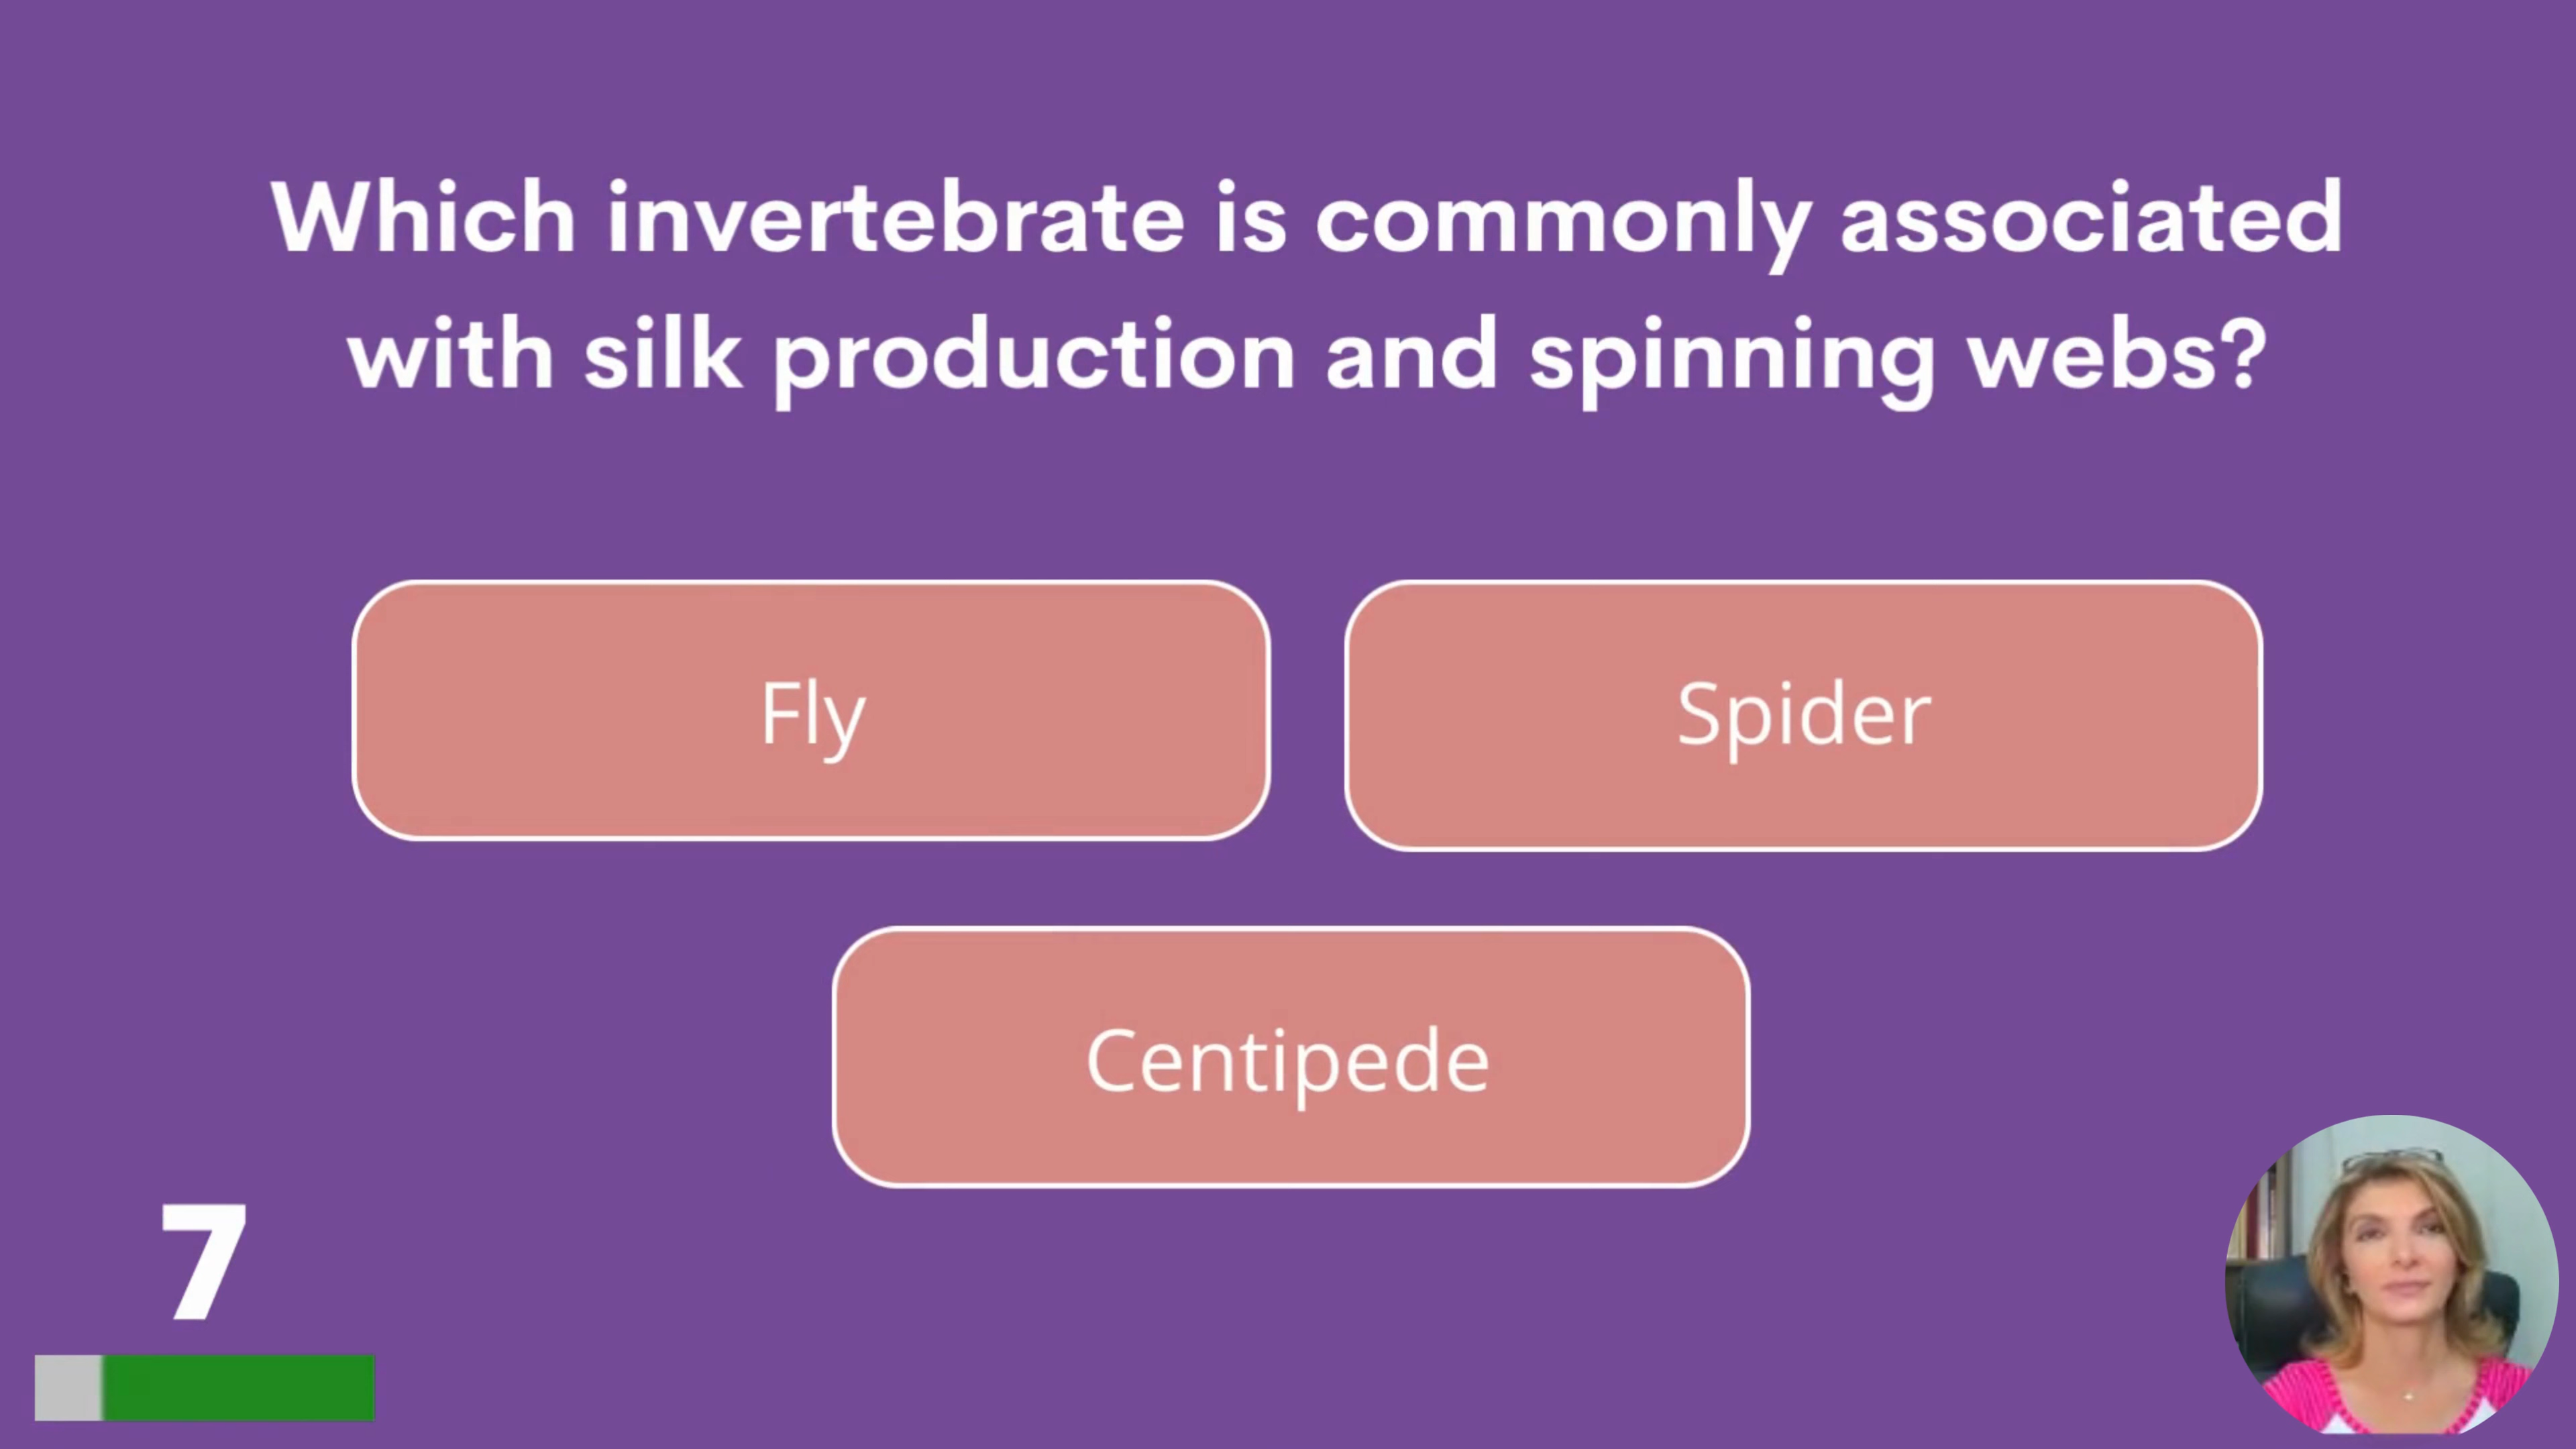 Which invertebrate is commonly associated
with silk production and spinning webs?
Fly
Spider
Centipede
7